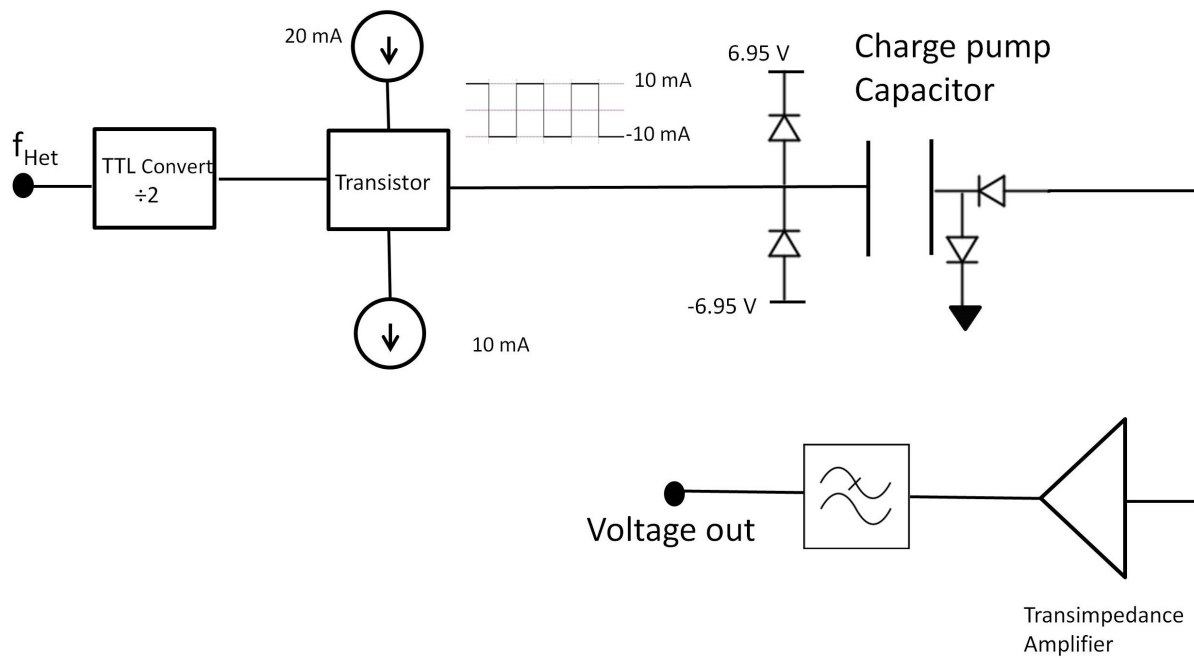 20 mA
6.95 V
Charge pump
Capacitor
10 mA
-10 mA
fHet
TTL Convert
÷2
Transistor
-6.95 V
10 mA
Voltage out
Transimpedance
Amplifier